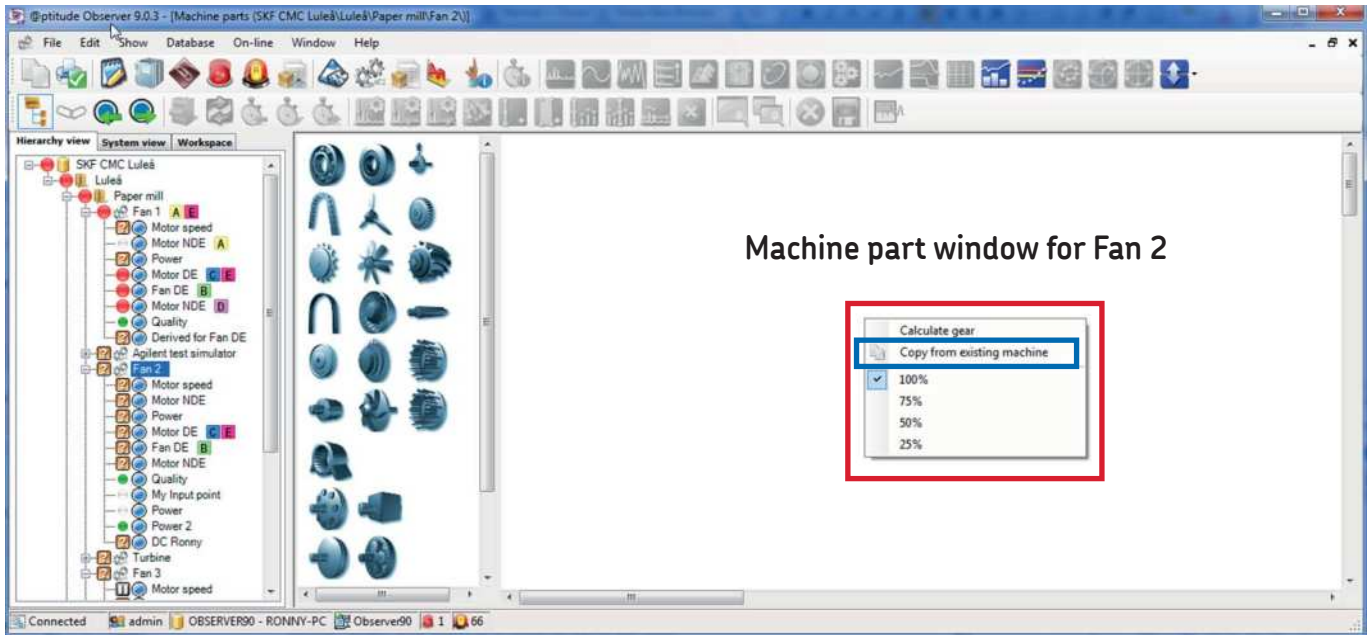 @ptitude Observer 9.0.3 - [Machine parts (SKF CMC Luleå\Luleå\Paper mill\Fan 2\)]
File Edit Show Database On-line Window Help
Hierarchy view System view Workspace
SKF CMC Luleå
Luleå
Paper mill
Fan 1 A E
Motor speed
Motor NDE A
Power
Motor DE C E
Fan DE B
Motor NDE D
Quality
Derived for Fan DE
Agilent test simulator
Fan 2
Motor speed
Motor NDE
Power
Motor DE C E
Fan DE B
Motor NDE
Quality
My Input point
Power
Power 2
DC Ronny
Turbine
Fan 3
Motor speed
Machine part window for Fan 2
Calculate gear
Copy from existing machine
100%
75%
50%
25%
Connected admin OBSERVER90 - RONNY-PC Observer90 1 66